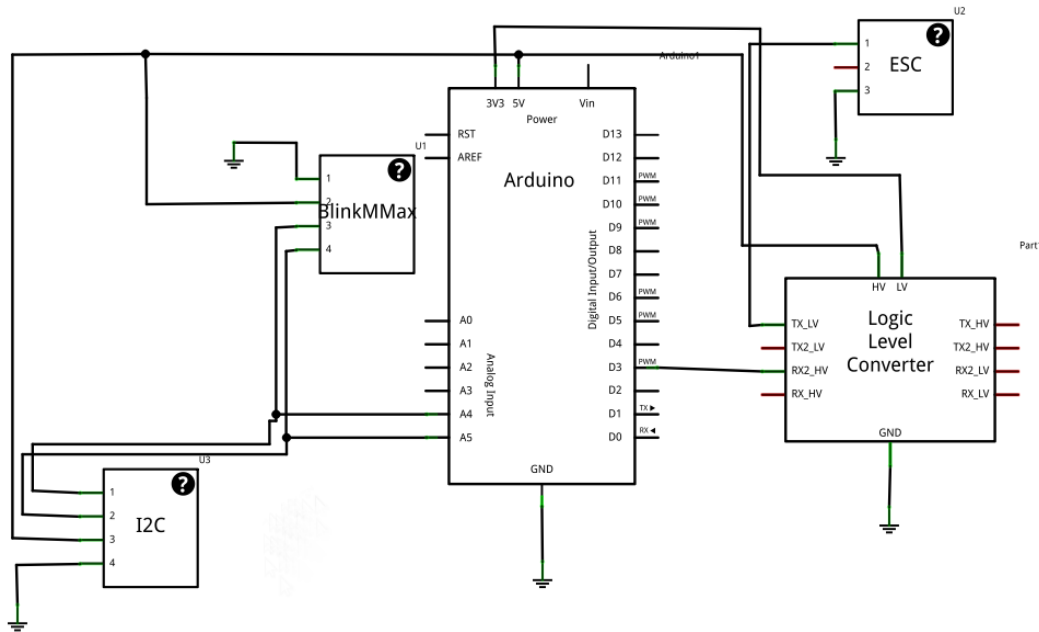 U2
1
2
3
ESC
Arduino1
3V3
5V
Vin
Power
RST
AREF
Arduino
D13
D12
PWM
D11
PWM
D10
PWM
D9
D8
D7
PWM
D6
PWM
D5
D4
PWM
D3
D2
TX
D1
RX
D0
Digital Input/Output
A0
A1
A2
A3
A4
A5
Analog Input
GND
U1
1
2
3
4
BlinkMMax
Part
HV
LV
Logic
Level
Converter
TX_LV
TX2_LV
RX2_HV
RX_HV
TX_HV
TX2_HV
RX2_LV
RX_LV
GND
U3
1
2
3
4
I2C